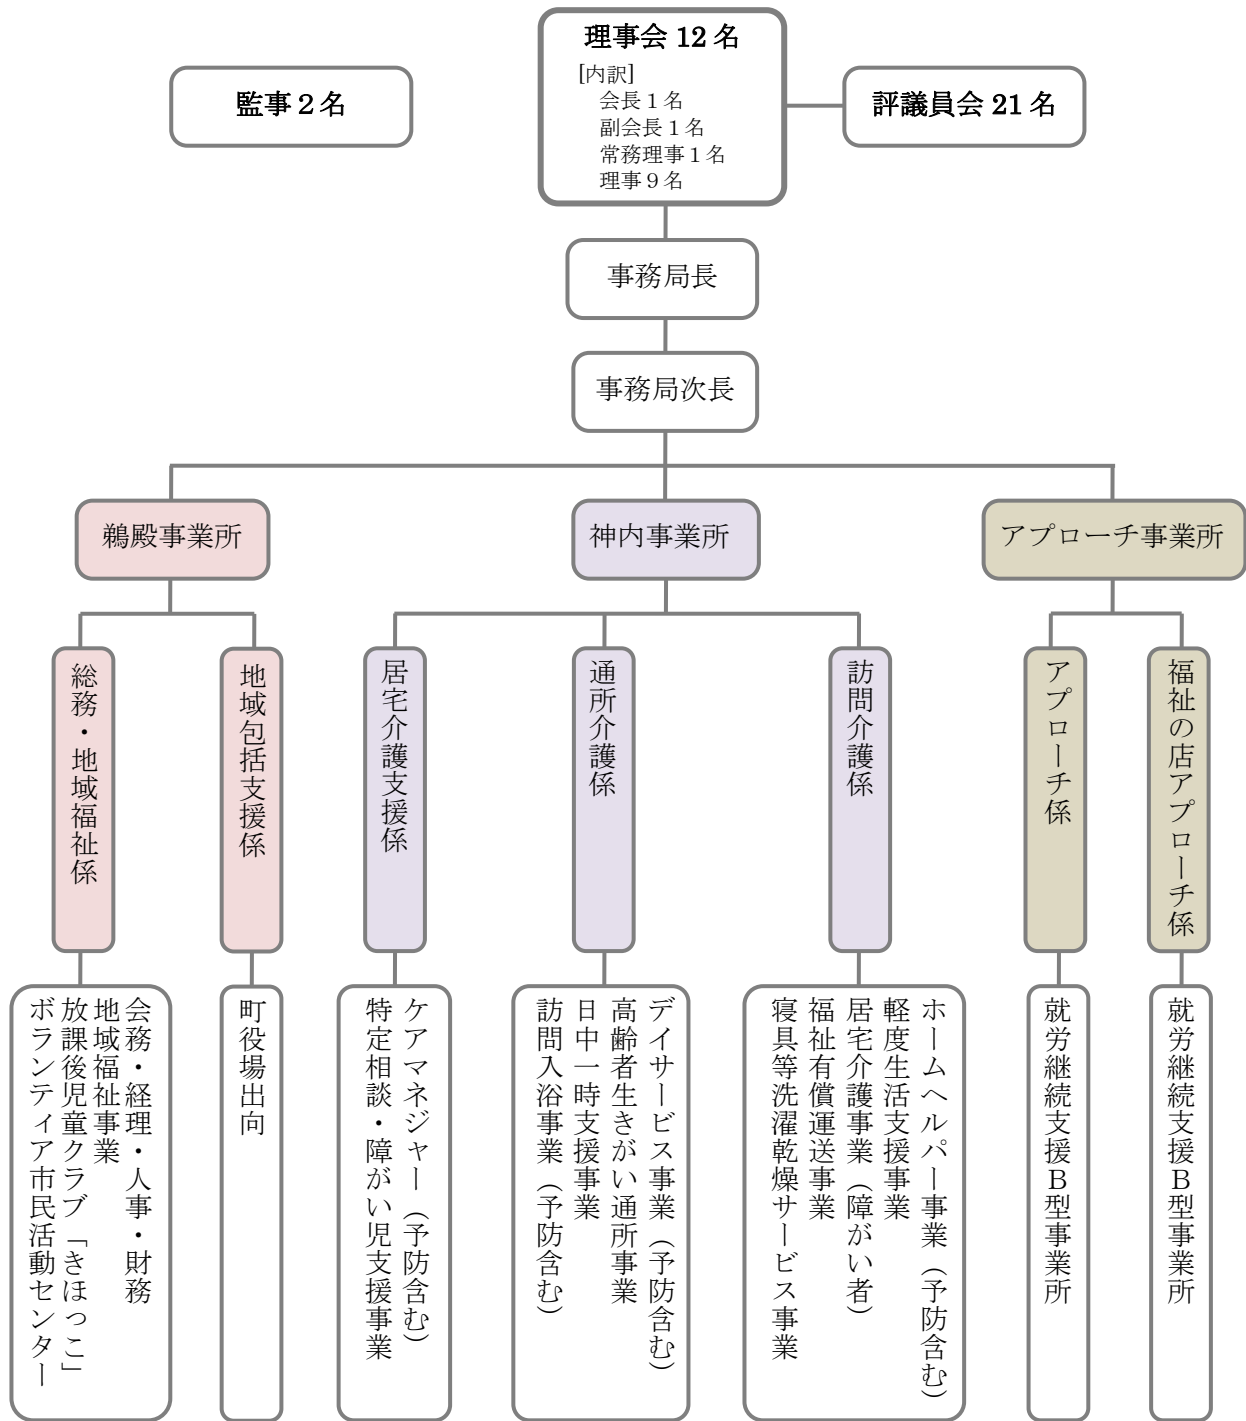 理事会 12 名
[内訳]
会長１名
副会長１名
常務理事１名
理事９名
監事２名
評議員会 21 名
事務局長
事務局次長
鵜殿事業所
神内事業所
アプローチ事業所
総務・地域福祉係
地域包括支援係
居宅介護支援係
通所介護係
訪問介護係
アプローチ係
福祉の店アプローチ係
会務・経理・人事・財務
地域福祉事業
放課後児童クラブ「きほっこ」
ボランティア市民活動センター
町役場出向
ケアマネジャー（予防含む）
特定相談・障がい児支援事業
デイサービス事業（予防含む）
高齢者生きがい通所事業
日中一時支援事業
訪問入浴事業（予防含む）
ホームヘルパー事業（予防含む）
軽度生活支援事業
居宅介護事業（障がい者）
福祉有償運送事業
寝具等洗濯乾燥サービス事業
就労継続支援Ｂ型事業所
就労継続支援Ｂ型事業所